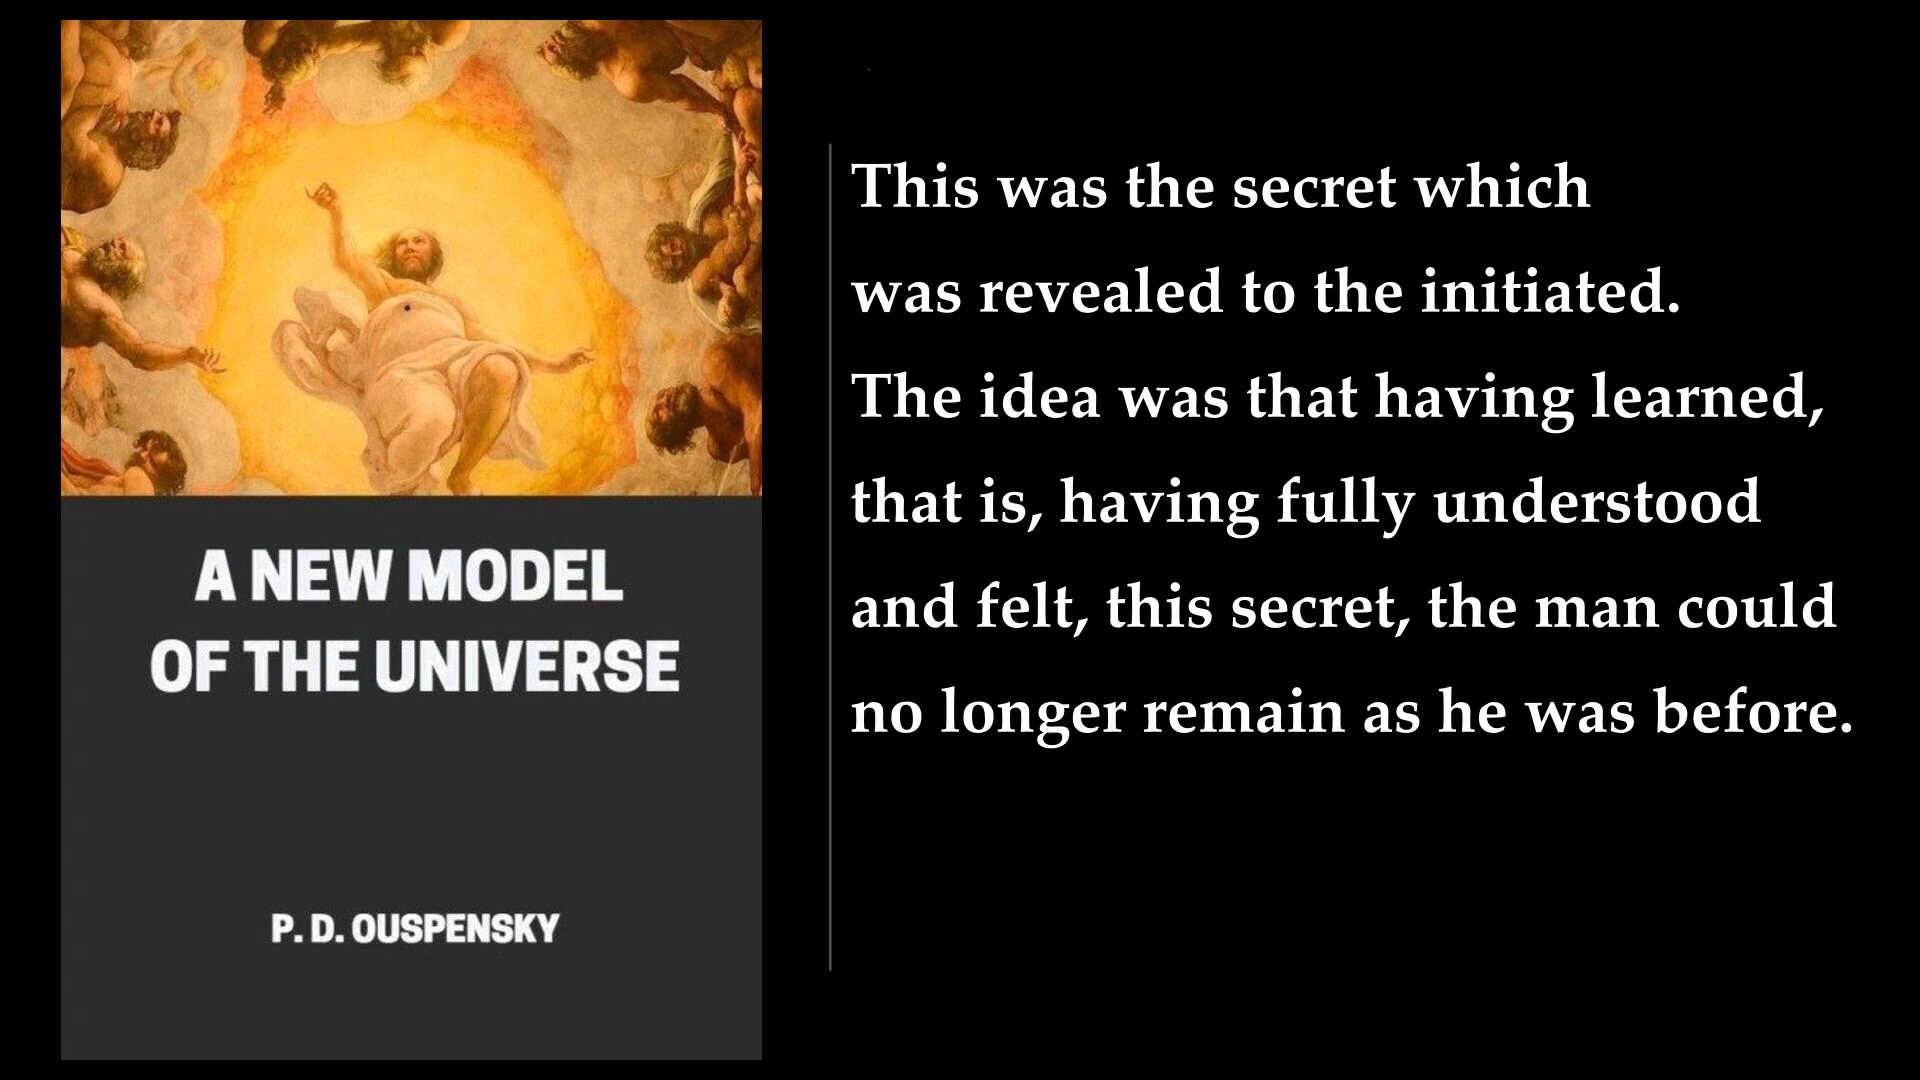 A NEW MODEL
OF THE UNIVERSE
P. D. OUSPENSKY
This was the secret which
was revealed to the initiated.
The idea was that having learned,
that is, having fully understood
and felt, this secret, the man could
no longer remain as he was before.